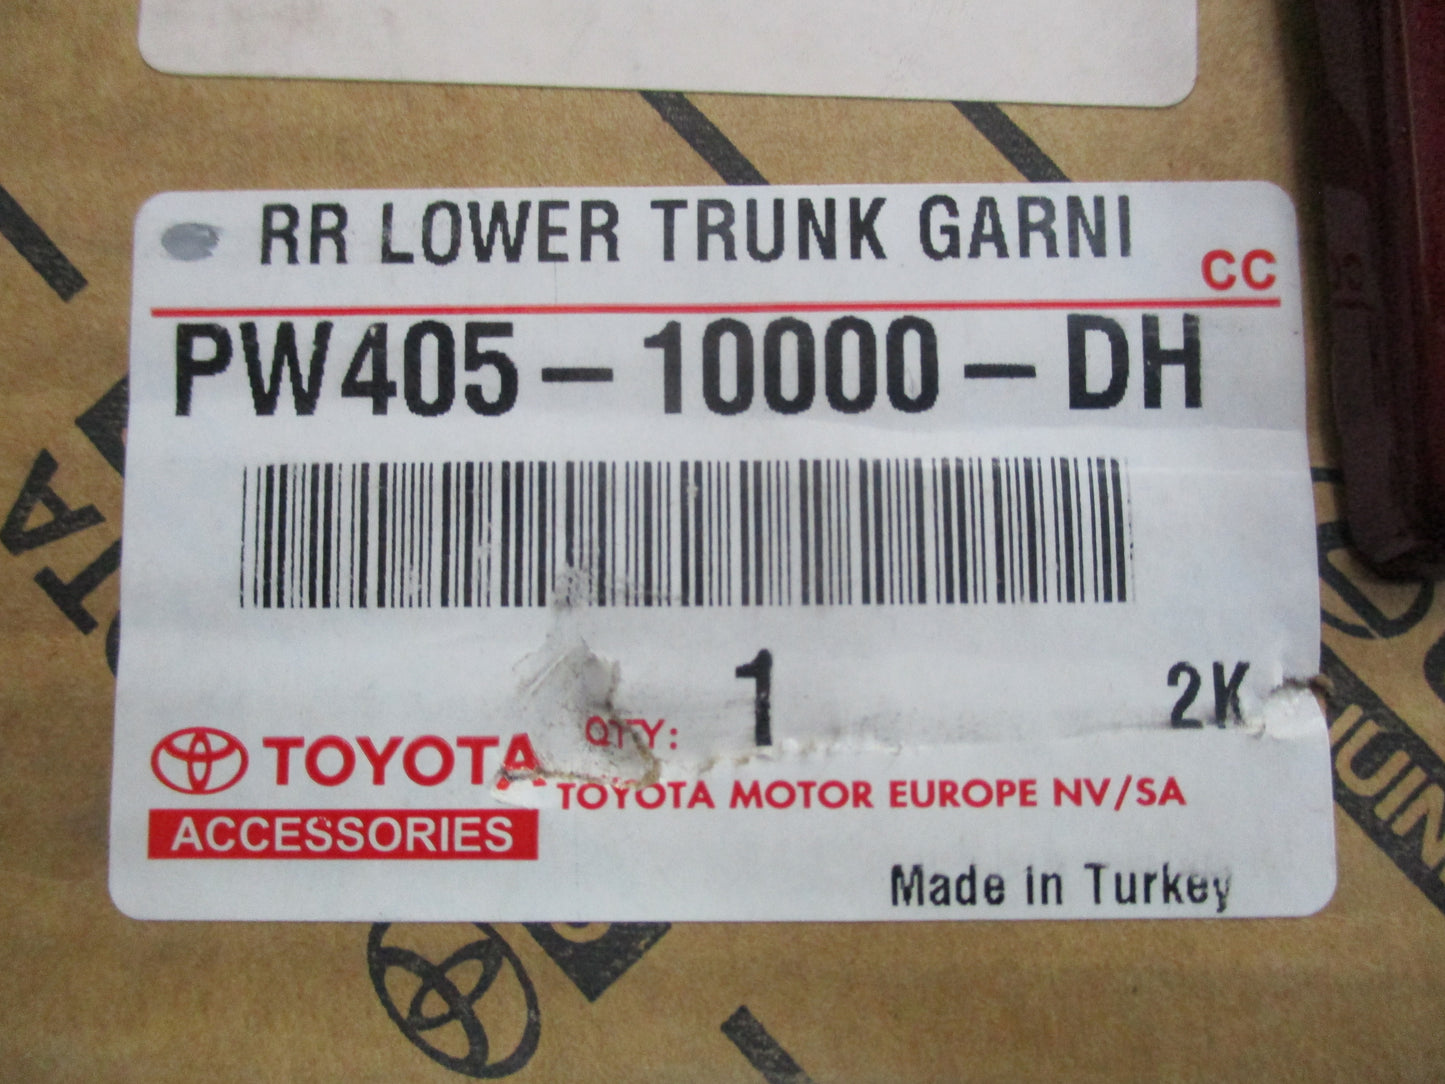 RR LOWER TRUNK GARNI
CC
PW405-10000-DH
1
2K
QTY:
TOYOTA
TOYOTA MOTOR EUROPE NV/SA
ACCESSORIES
Made in Turkey